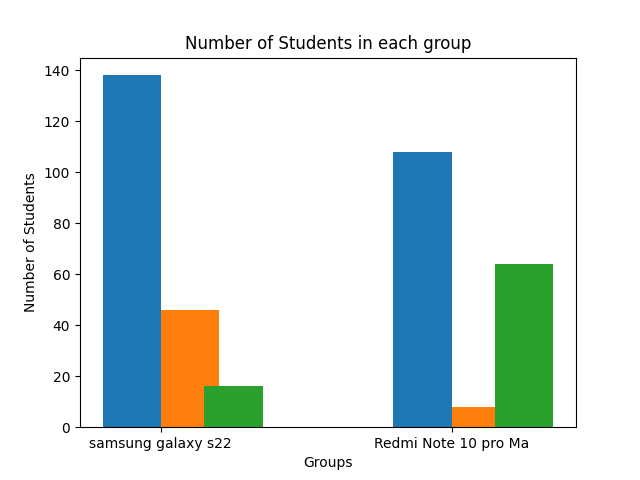 Number of Students in each group
140
120
100
80
60
40
20
0
Number of Students
samsung galaxy s22
Redmi Note 10 pro Ma
Groups